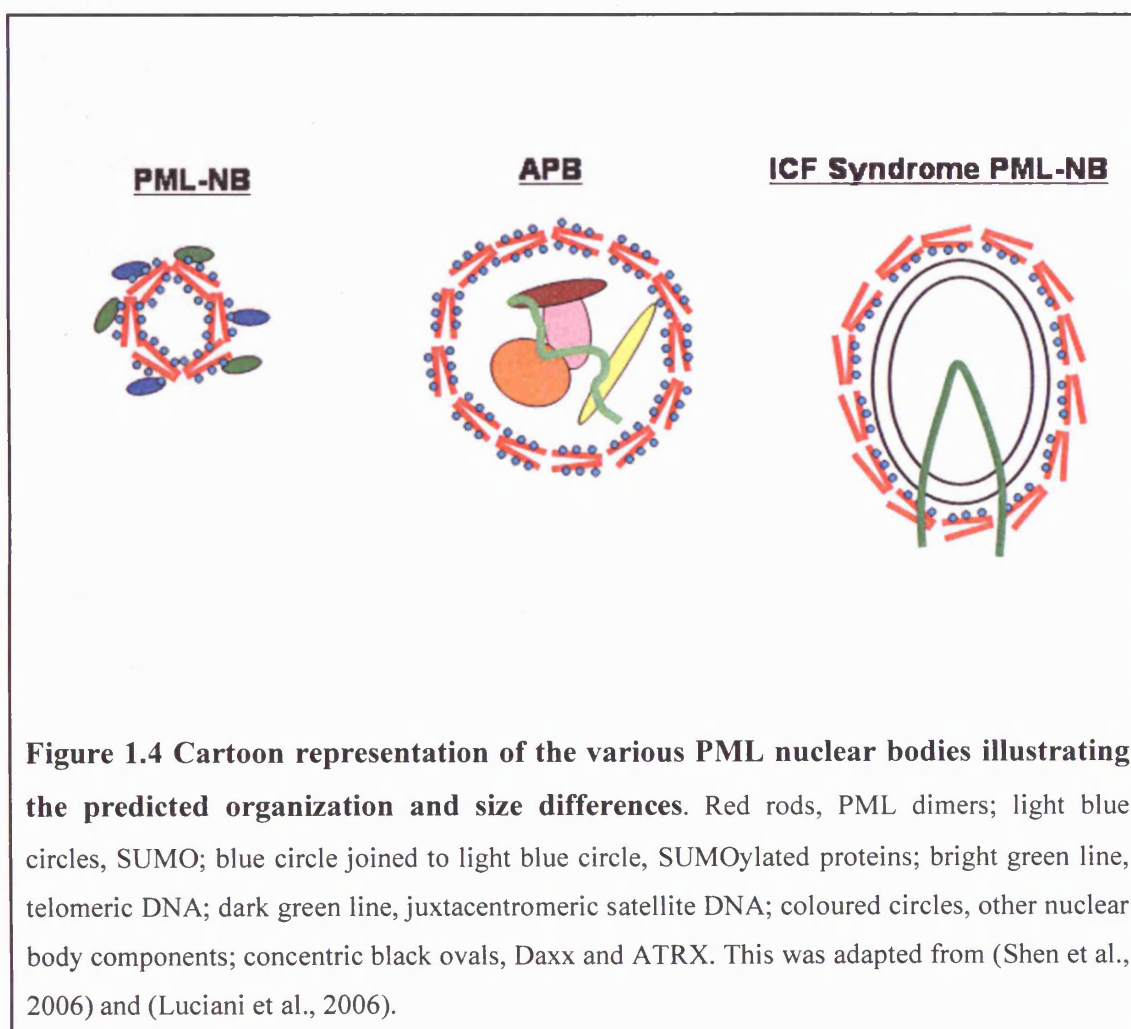 PML-NB
APB
ICF Syndrome PML-NB
Figure 1.4 Cartoon representation of the various PML nuclear bodies illustrating
the predicted organization and size differences. Red rods, PML dimers; light blue
circles, SUMO; blue circle joined to light blue circle, SUMOylated proteins; bright green line,
telomeric DNA; dark green line, juxtacentromeric satellite DNA; coloured circles, other nuclear
body components; concentric black ovals, Daxx and ATRX. This was adapted from (Shen et al.,
2006) and (Luciani et al., 2006).